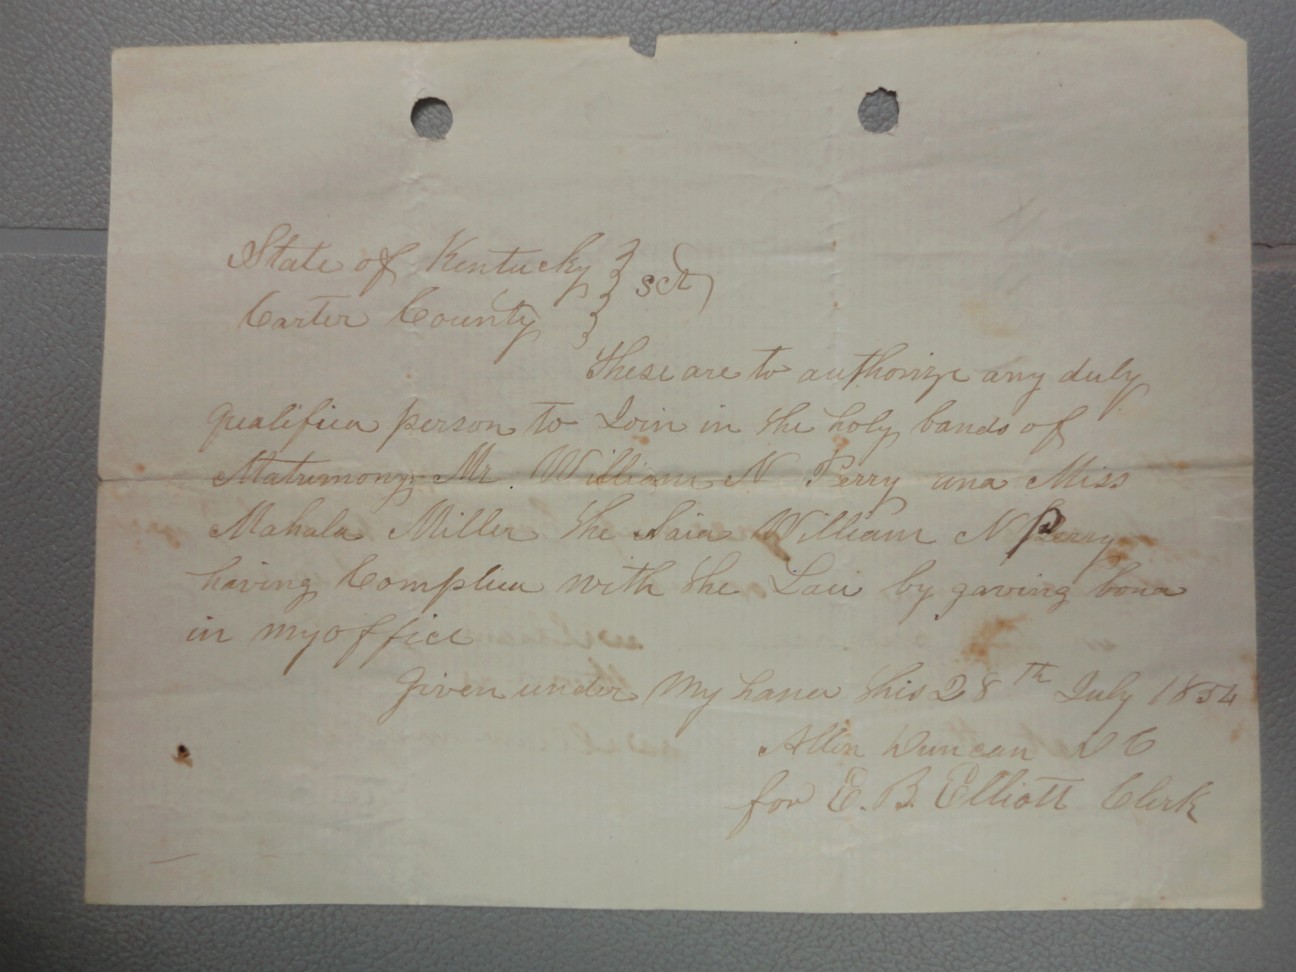 State of Kentucky } sct
Carter County }
These are to authorize any duly
qualified person to Join in the holy bands of
Matrimony Mr William N Perry and Miss
Mahala Miller the Said William N Perry
having Complied with the Law by gaving bond
in my office
Given under my hand this 28th July 1854
Allen Duncan D C
for E. B. Elliott Clerk